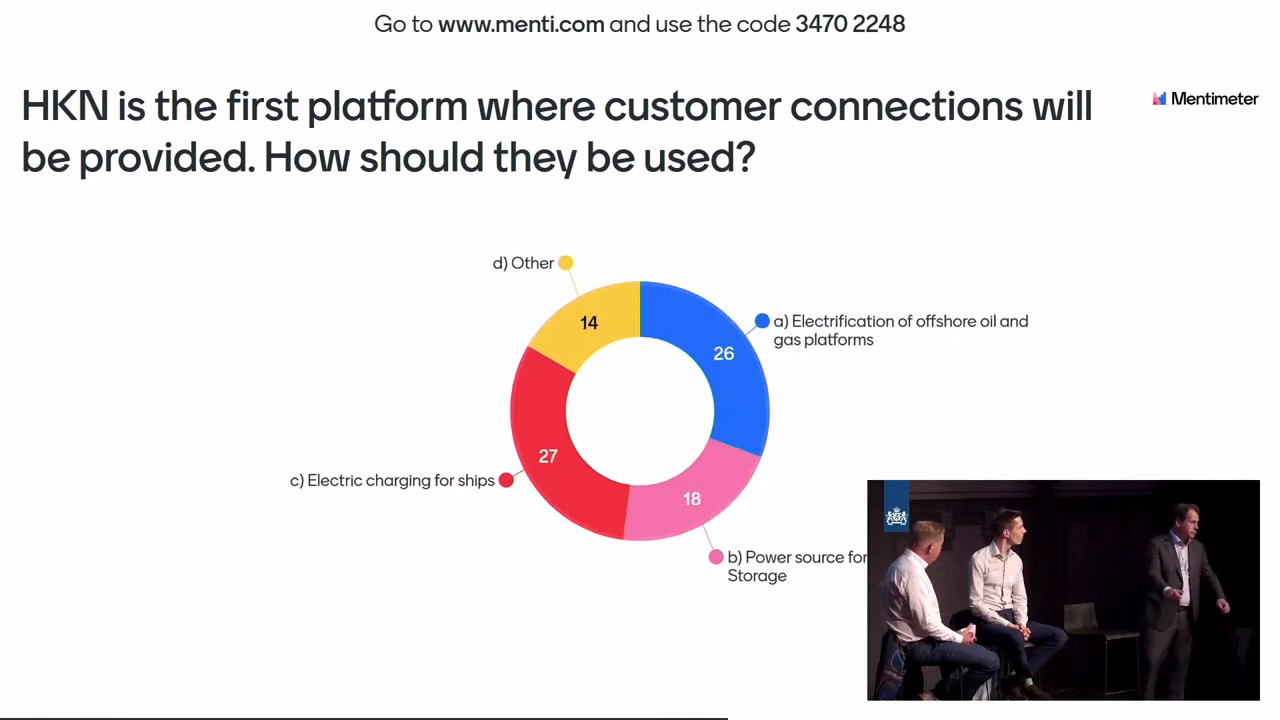 Go to www.menti.com and use the code 3470 2248
HKN is the first platform where customer connections will
be provided. How should they be used?
Mentimeter
d) Other
14
a) Electrification of offshore oil and
gas platforms
26
27
c) Electric charging for ships
18
b) Power source for
Storage